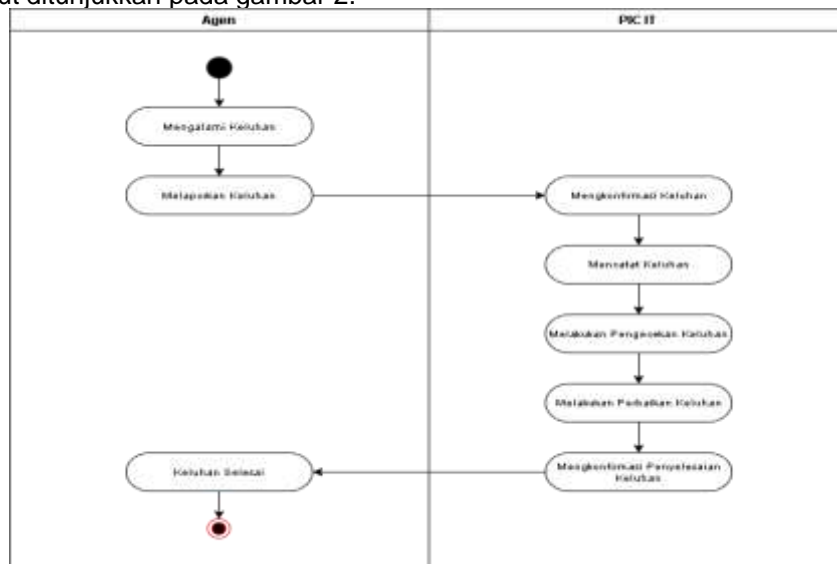 ut ditunjukkan pada gambar 2.
Agen
PIC IT
Mengalami Keluhan
Melaporkan Keluhan
Mengkonfirmasi Keluhan
Mencatat Keluhan
Melakukan Pengecekan Keluhan
Melakukan Perbaikan Keluhan
Mengkonfirmasi Penyelesaian
Keluhan
Keluhan Selesai